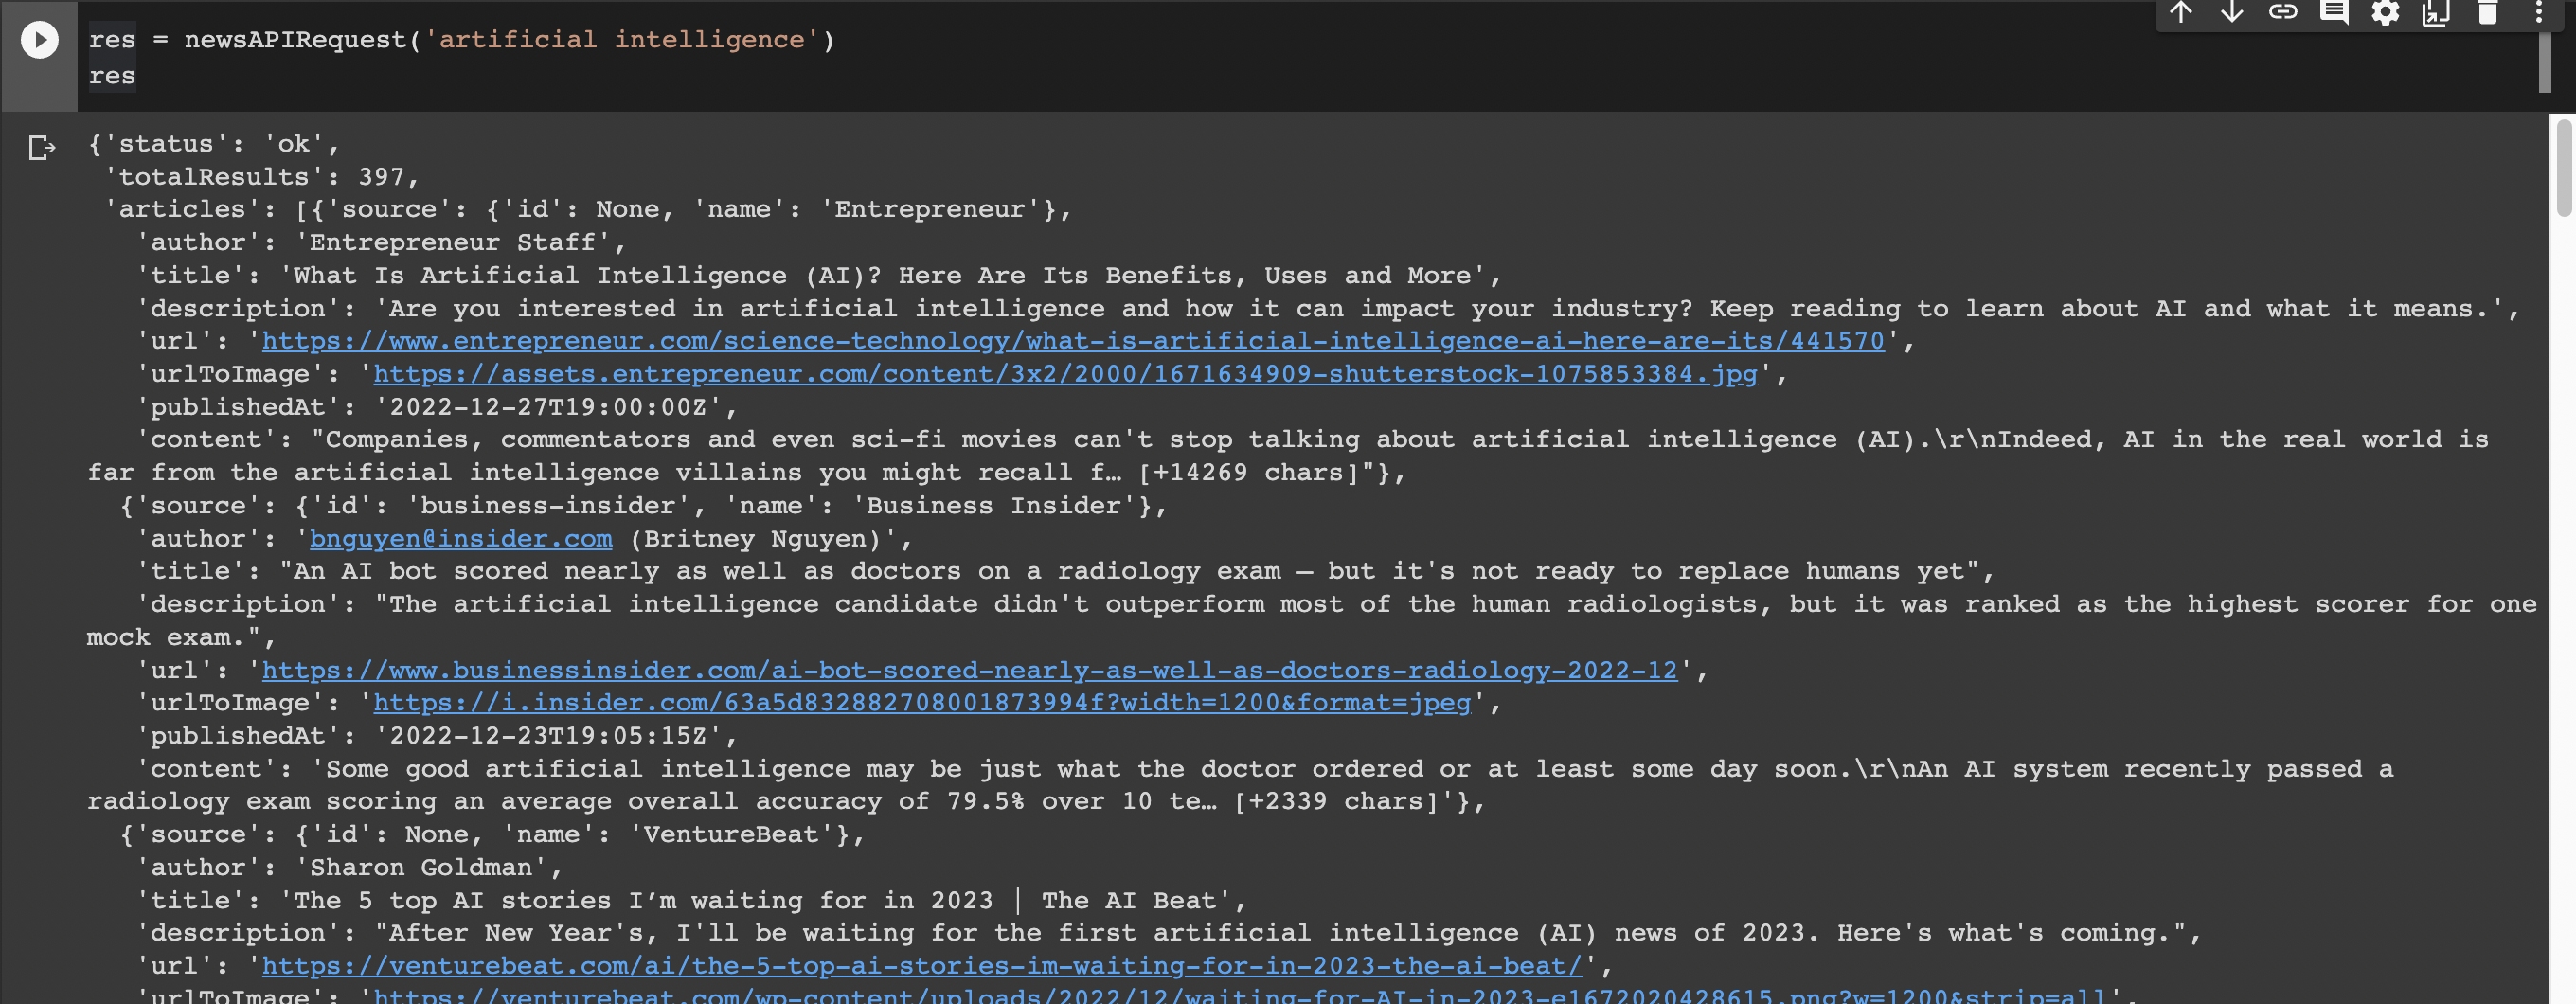 res = newsAPIRequest('artificial intelligence')
res
{'status': 'ok',
'totalResults': 397,
'articles': [{'source': {'id': None, 'name': 'Entrepreneur'},
'author': 'Entrepreneur Staff',
'title': 'What Is Artificial Intelligence (AI)? Here Are Its Benefits, Uses and More',
'description': 'Are you interested in artificial intelligence and how it can impact your industry? Keep reading to learn about AI and what it means.',
'url': 'https://www.entrepreneur.com/science-technology/what-is-artificial-intelligence-ai-here-are-its/441570',
'urlToImage': 'https://assets.entrepreneur.com/content/3x2/2000/1671634909-shutterstock-1075853384.jpg',
'publishedAt': '2022-12-27T19:00:00Z',
'content': "Companies, commentators and even sci-fi movies can't stop talking about artificial intelligence (AI).\r\nIndeed, AI in the real world is
far from the artificial intelligence villains you might recall f… [+14269 chars]"},
{'source': {'id': 'business-insider', 'name': 'Business Insider'},
'author': 'bnguyen@insider.com (Britney Nguyen)',
'title': "An AI bot scored nearly as well as doctors on a radiology exam — but it's not ready to replace humans yet",
'description': "The artificial intelligence candidate didn't outperform most of the human radiologists, but it was ranked as the highest scorer for one
mock exam.",
'url': 'https://www.businessinsider.com/ai-bot-scored-nearly-as-well-as-doctors-radiology-2022-12',
'urlToImage': 'https://i.insider.com/63a5d832882708001873994f?width=1200&format=jpeg',
'publishedAt': '2022-12-23T19:05:15Z',
'content': 'Some good artificial intelligence may be just what the doctor ordered or at least some day soon.\r\nAn AI system recently passed a
radiology exam scoring an average overall accuracy of 79.5% over 10 te… [+2339 chars]'},
{'source': {'id': None, 'name': 'VentureBeat'},
'author': 'Sharon Goldman',
'title': 'The 5 top AI stories I’m waiting for in 2023 | The AI Beat',
'description': "After New Year's, I'll be waiting for the first artificial intelligence (AI) news of 2023. Here's what's coming.",
'url': 'https://venturebeat.com/ai/the-5-top-ai-stories-im-waiting-for-in-2023-the-ai-beat/',
'urlToImage': 'https://venturebeat.com/wp-content/uploads/2022/12/waiting-for-AI-in-2023-e1672020428615.png?w=1200&strip=all',